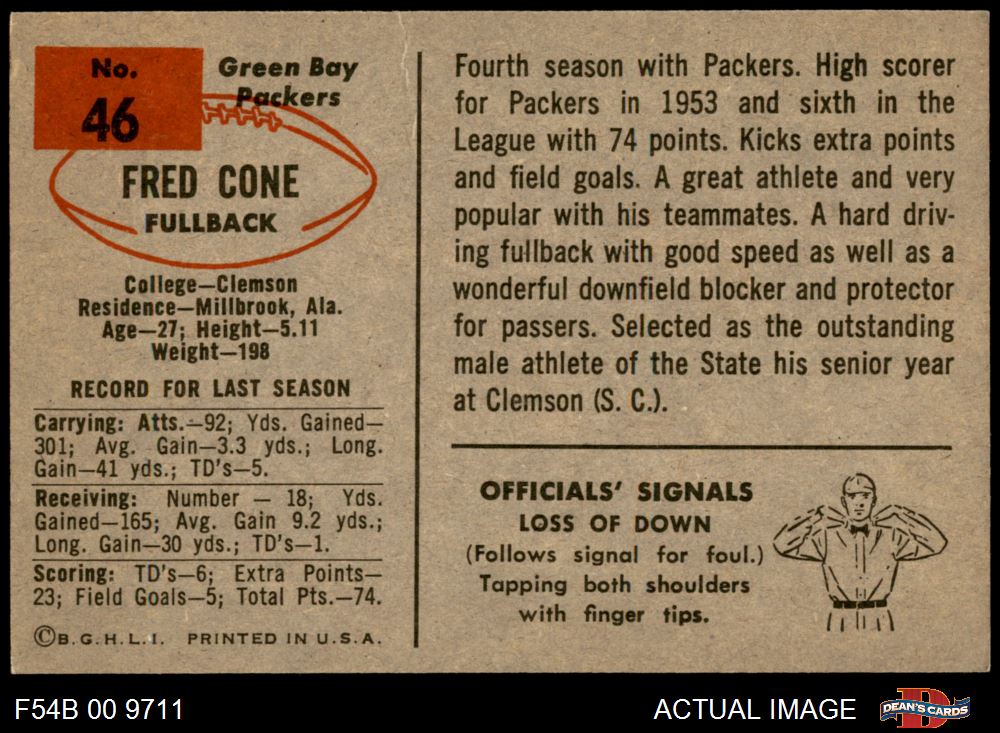 No.
46
Green Bay
Packers
FRED CONE
FULLBACK
College—Clemson
Residence—Millbrook, Ala.
Age—27; Height—5.11
Weight—198
RECORD FOR LAST SEASON
Carrying: Atts.—92; Yds. Gained—
301; Avg. Gain—3.3 yds.; Long.
Gain—41 yds.; TD's—5.
Receiving: Number — 18; Yds.
Gained—165; Avg. Gain 9.2 yds.;
Long. Gain—30 yds.; TD's—1.
Scoring: TD's—6; Extra Points—
23; Field Goals—5; Total Pts.—74.
©B.G.H.L.I. PRINTED IN U.S.A.
Fourth season with Packers. High scorer
for Packers in 1953 and sixth in the
League with 74 points. Kicks extra points
and field goals. A great athlete and very
popular with his teammates. A hard driv-
ing fullback with good speed as well as a
wonderful downfield blocker and protector
for passers. Selected as the outstanding
male athlete of the State his senior year
at Clemson (S. C.).
OFFICIALS' SIGNALS
LOSS OF DOWN
(Follows signal for foul.)
Tapping both shoulders
with finger tips.
F54B 00 9711
ACTUAL IMAGE
D
DEAN'S CARDS